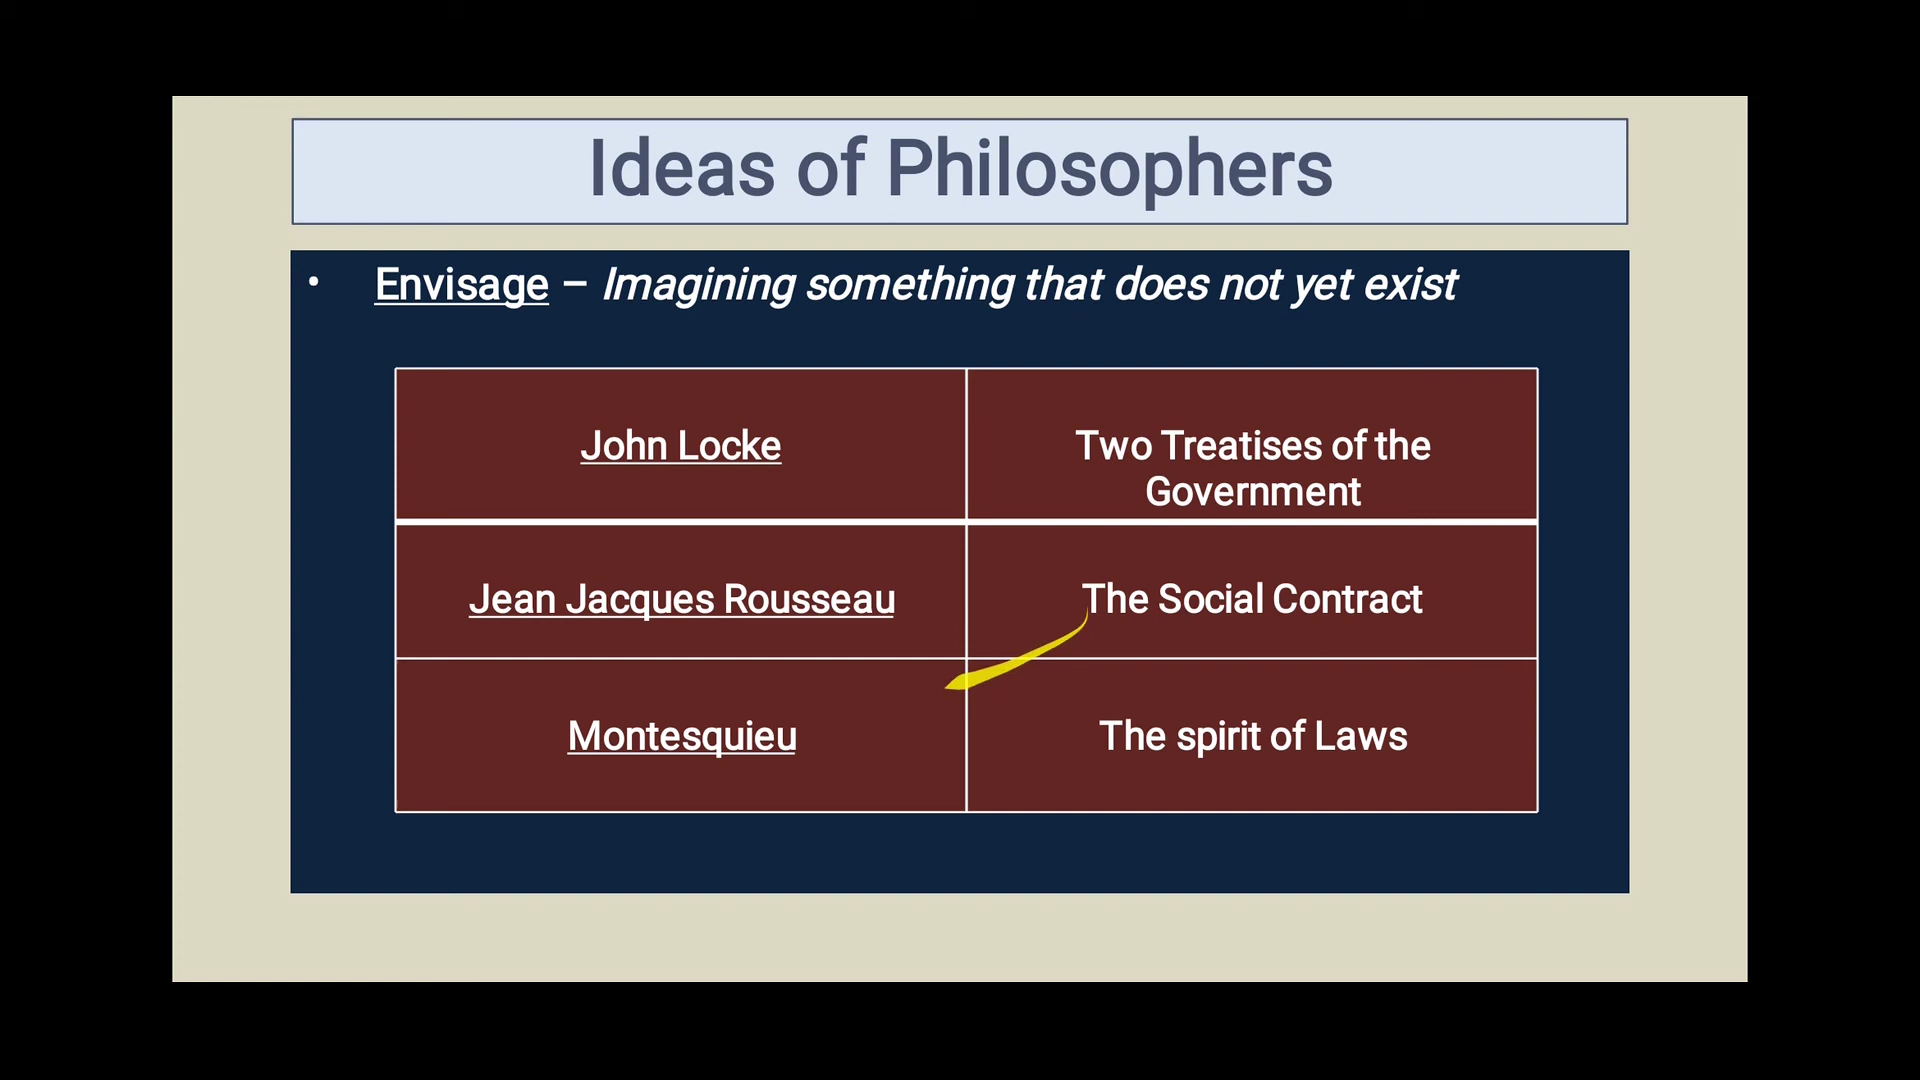 Ideas of Philosophers
• Envisage – Imagining something that does not yet exist
John Locke
Two Treatises of the
Government
Jean Jacques Rousseau
The Social Contract
Montesquieu
The spirit of Laws